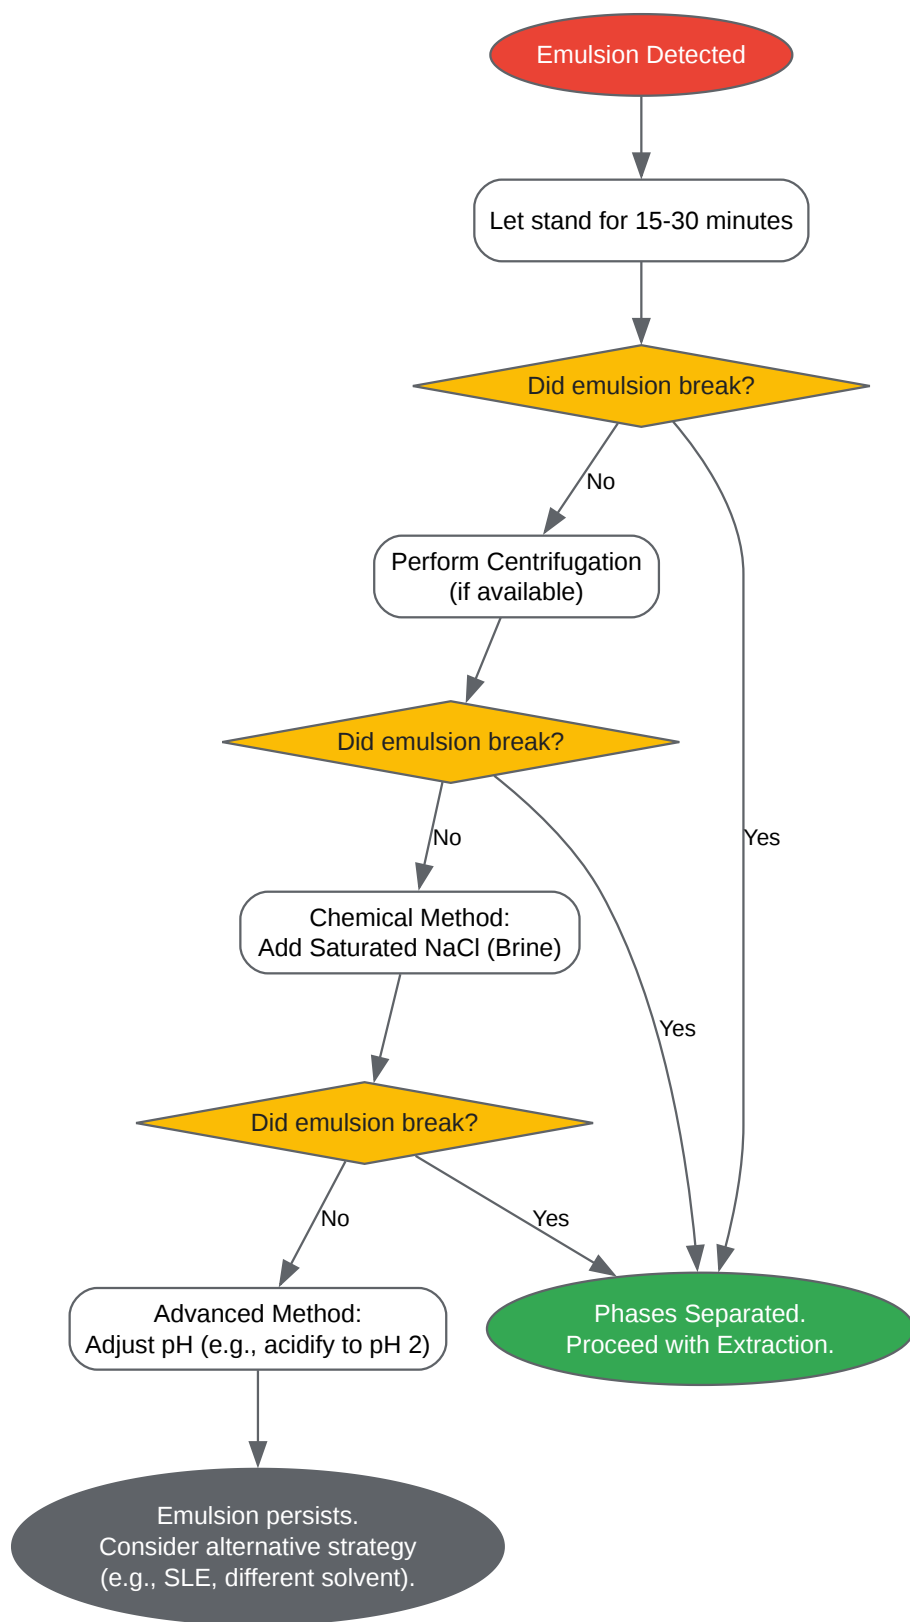 Emulsion Detected
Let stand for 15-30 minutes
Did emulsion break?
No
Perform Centrifugation
(if available)
Did emulsion break?
No
Yes
Chemical Method:
Add Saturated NaCl (Brine)
Yes
Did emulsion break?
No
Yes
Advanced Method:
Adjust pH (e.g., acidify to pH 2)
Phases Separated.
Proceed with Extraction.
Emulsion persists.
Consider alternative strategy
(e.g., SLE, different solvent).